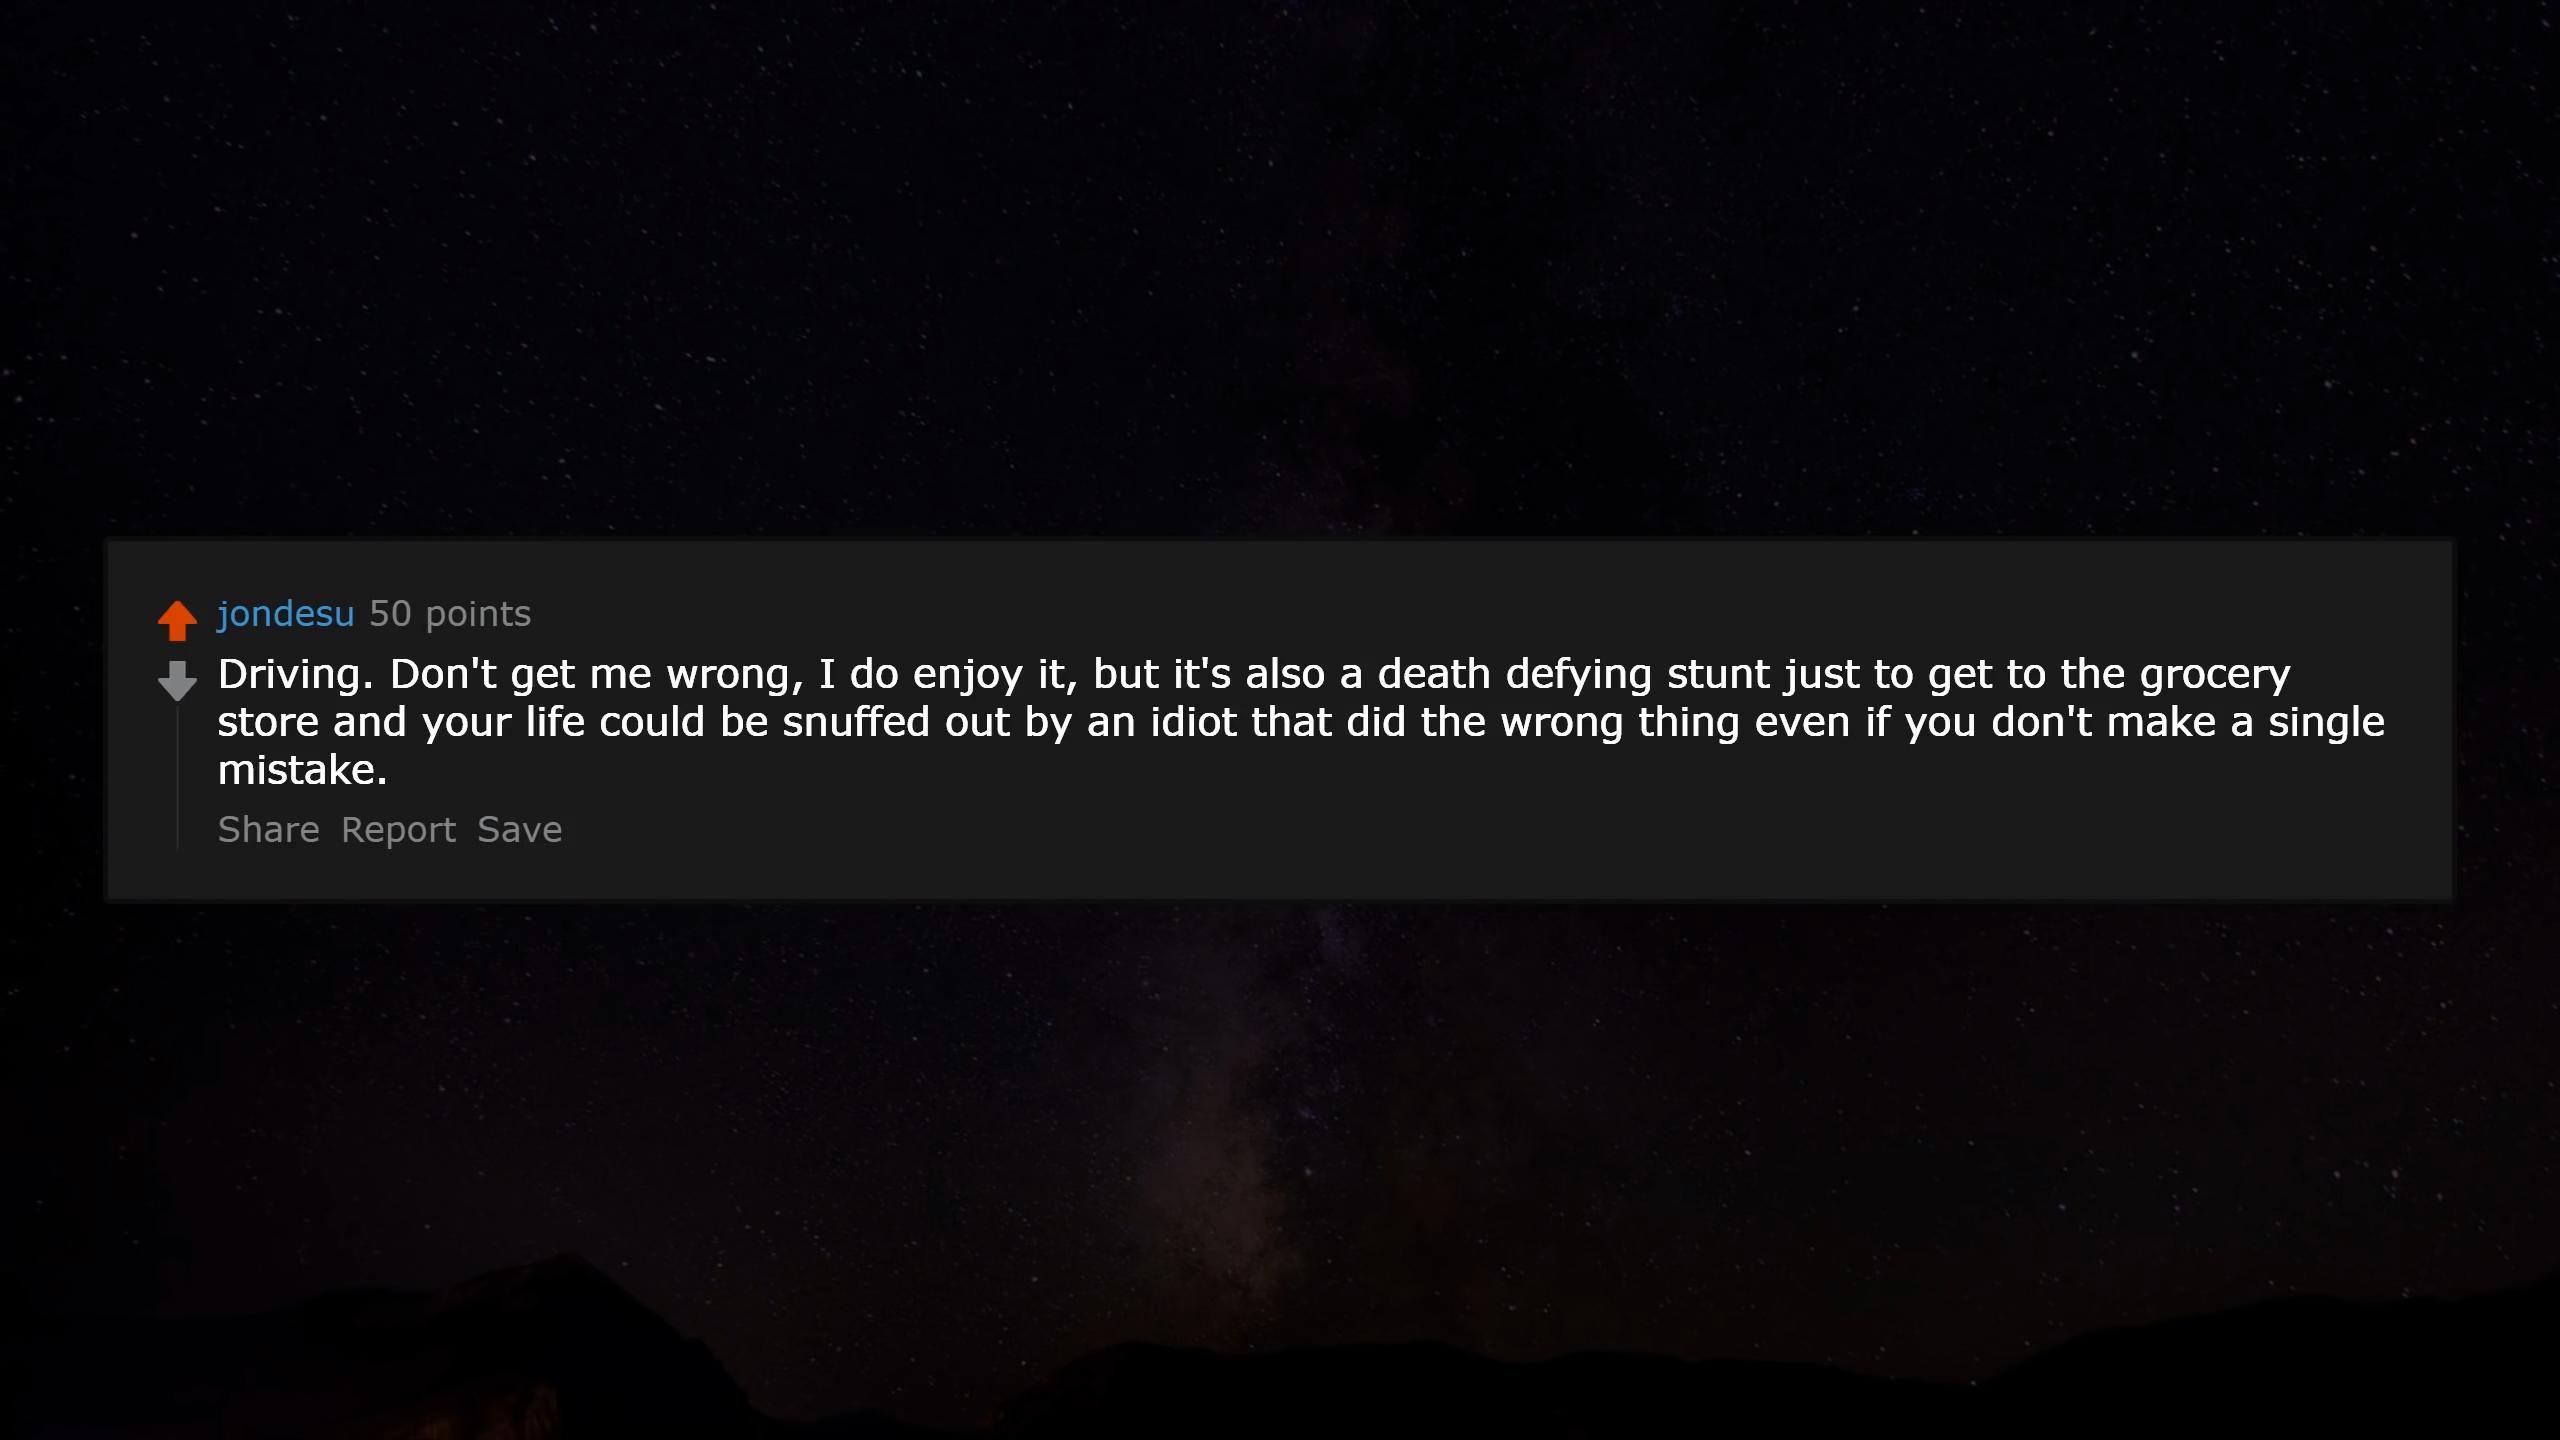 jondesu 50 points
Driving. Don't get me wrong, I do enjoy it, but it's also a death defying stunt just to get to the grocery
store and your life could be snuffed out by an idiot that did the wrong thing even if you don't make a single
mistake.
Share Report Save